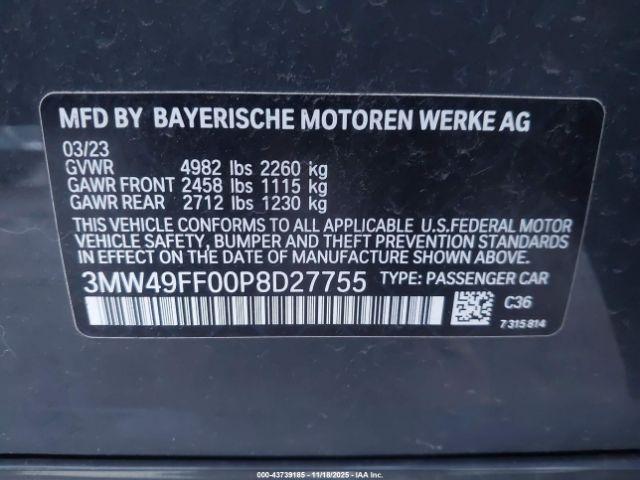 MFD BY BAYERISCHE MOTOREN WERKE AG
03/23
GVWR 4982 lbs 2260 kg
GAWR FRONT 2458 lbs 1115 kg
GAWR REAR 2712 lbs 1230 kg
THIS VEHICLE CONFORMS TO ALL APPLICABLE U.S.FEDERAL MOTOR
VEHICLE SAFETY, BUMPER AND THEFT PREVENTION STANDARDS
IN EFFECT ON THE DATE OF MANUFACTURE SHOWN ABOVE.
3MW49FF00P8D27755 TYPE: PASSENGER CAR
C36
7 315 814
000-43739185 - 11/18/2025 - IAA Inc.